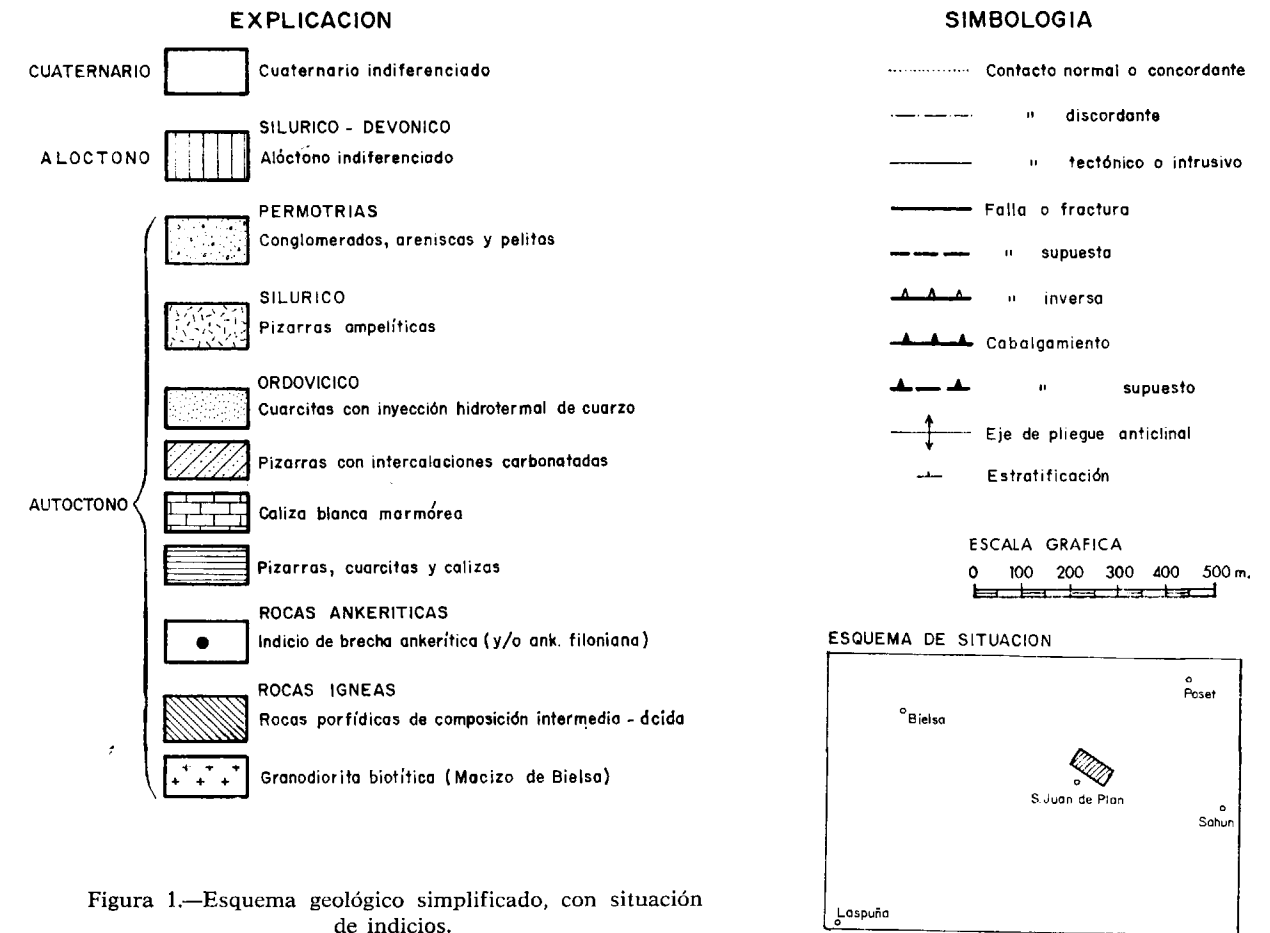 EXPLICACION
CUATERNARIO
Cuaternario indiferenciado
ALOCTONO
SILURICO - DEVONICO
Alóctono indiferenciado
AUTOCTONO
PERMOTRIAS
Conglomerados, areniscas y pelitas
SILURICO
Pizarras ampelíticas
ORDOVICICO
Cuarcitas con inyección hidrotermal de cuarzo
Pizarras con intercalaciones carbonatadas
Caliza blanca marmórea
Pizarras, cuarcitas y calizas
ROCAS ANKERITICAS
Indicio de brecha ankerítica (y/o ank. filoniana)
ROCAS IGNEAS
Rocas porfídicas de composición intermedia - ácida
Granodiorita biotítica (Macizo de Bielsa)
SIMBOLOGIA
Contacto normal o concordante
" discordante
" tectónico o intrusivo
Falla o fractura
" supuesta
" inversa
Cabalgamiento
" supuesto
Eje de pliegue anticlinal
Estratificación
ESCALA GRAFICA
0 100 200 300 400 500 m.
ESQUEMA DE SITUACION
Poset
Bielsa
S. Juan de Plan
Sahun
Laspuña
Figura 1.—Esquema geológico simplificado, con situación
de indicios.